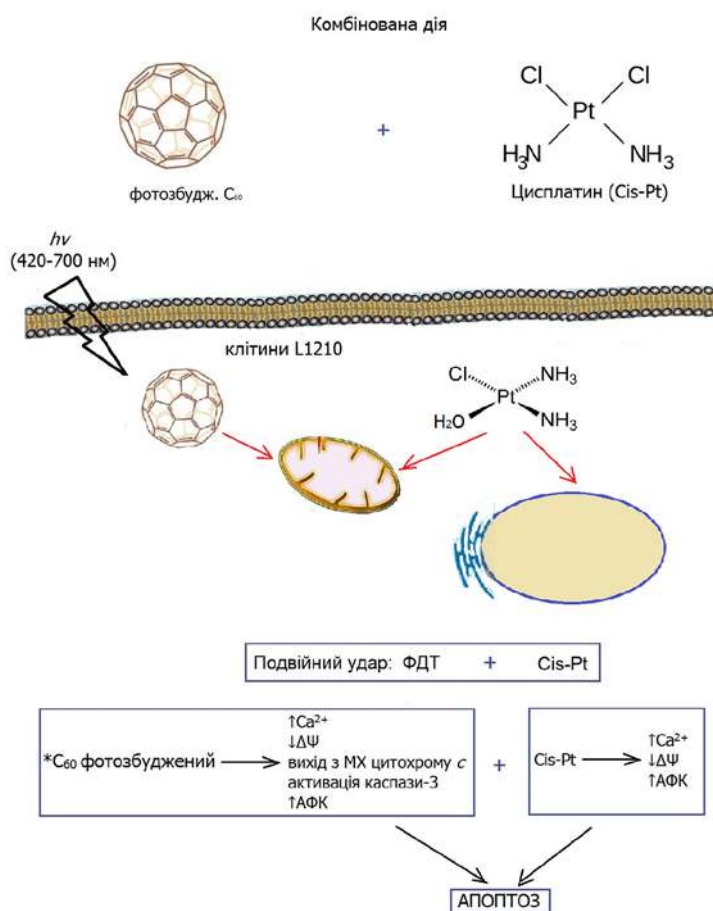 Комбінована дія
Cl Cl
Pt
+
H₃N NH₃
фотозбудж. C₆₀
Цисплатин (Cis-Pt)
hv
(420-700 нм)
клітини L1210
Cl NH₃
Pt
H₂O NH₃
Подвійний удар: ФДТ + Cis-Pt
↑Ca²⁺
↓ΔΨ
*C₆₀ фотозбуджений вихід з МХ цитохрому c
активація каспази-3
↑АФК
+
↑Ca²⁺
Cis-Pt ↓ΔΨ
↑АФК
АПОПТОЗ